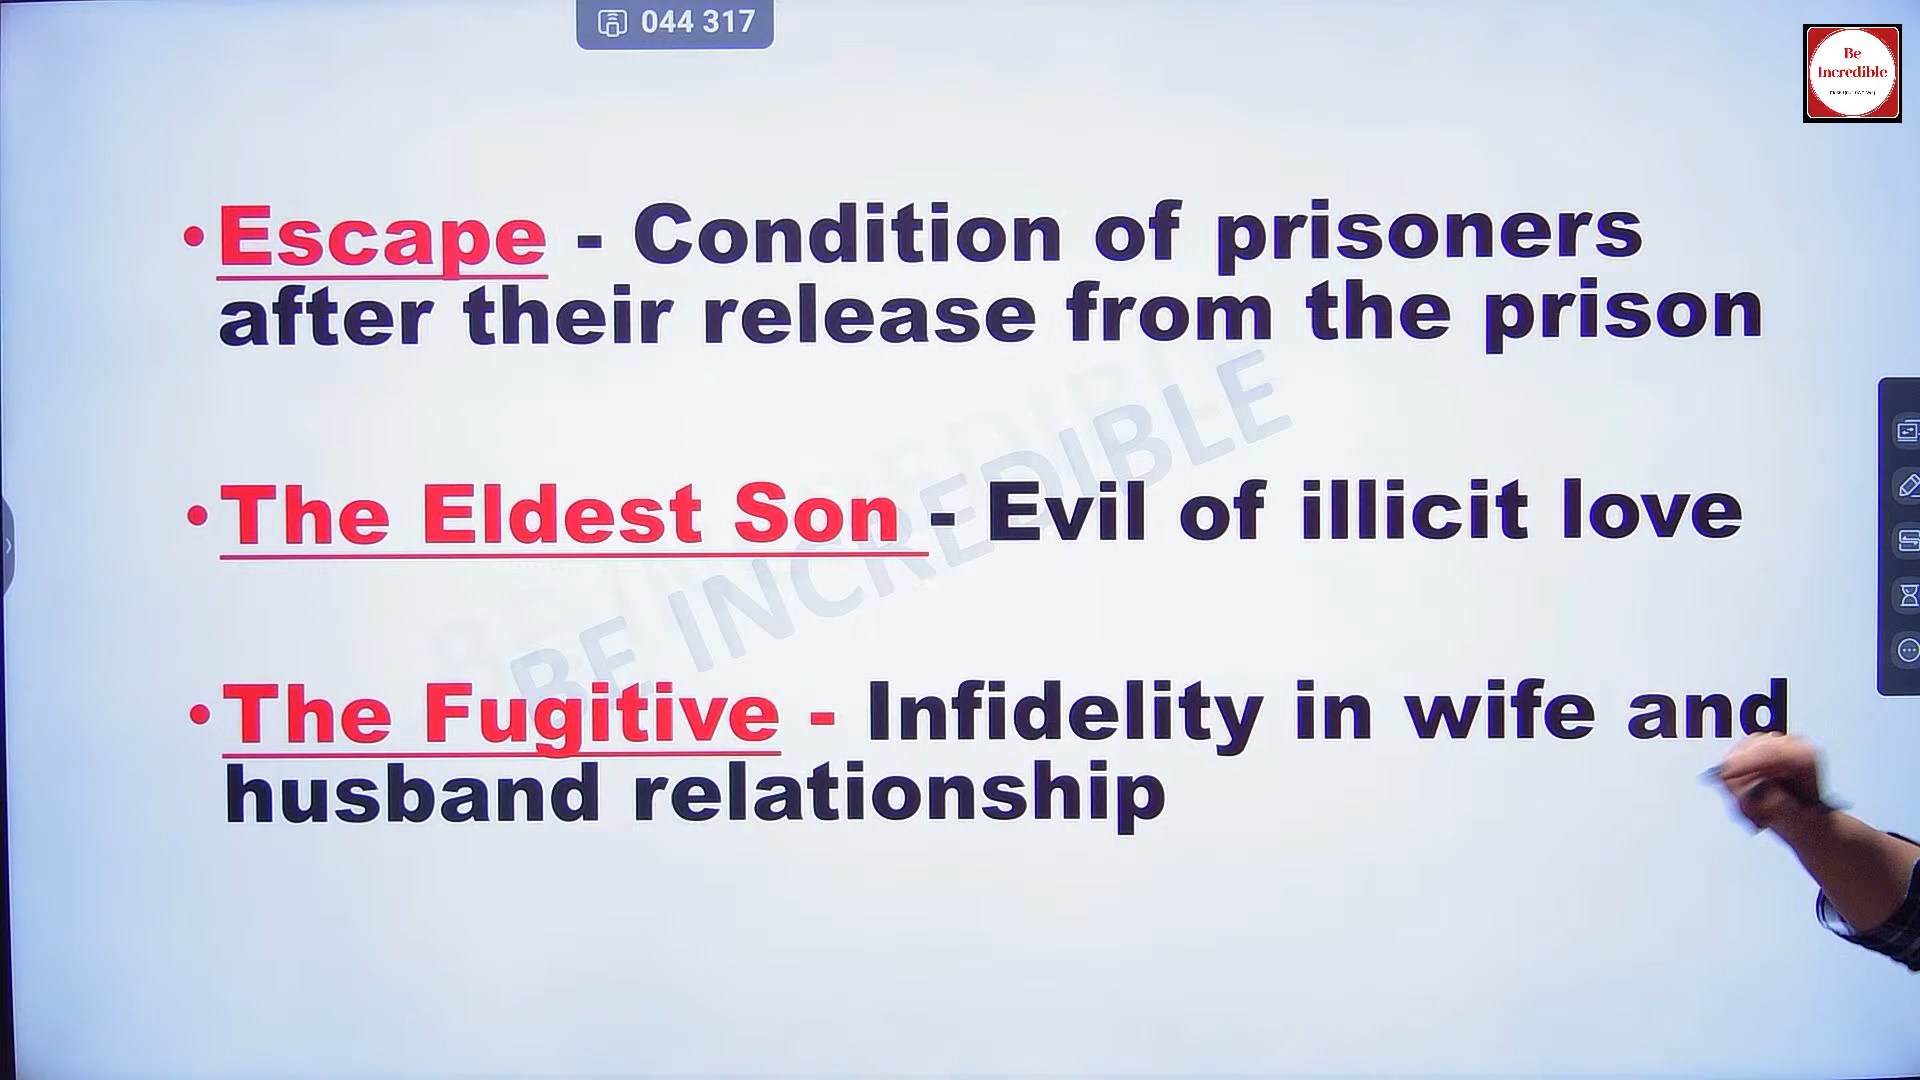 044 317
Be
Incredible
•Escape - Condition of prisoners
after their release from the prison
•The Eldest Son - Evil of illicit love
•The Fugitive - Infidelity in wife and
husband relationship
BE INCREDIBLE